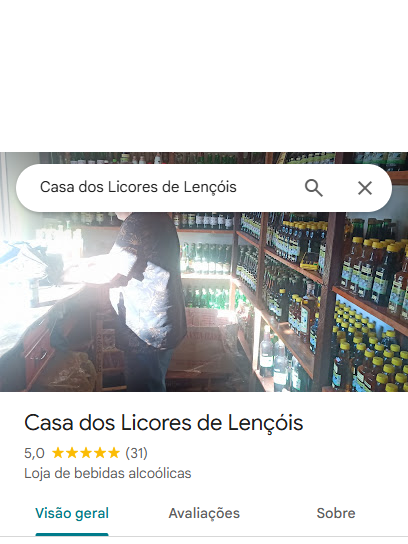 Casa dos Licores de Lençóis
Casa dos Licores de Lençóis
5,0 ★★★★★ (31)
Loja de bebidas alcoólicas
Visão geral Avaliações Sobre